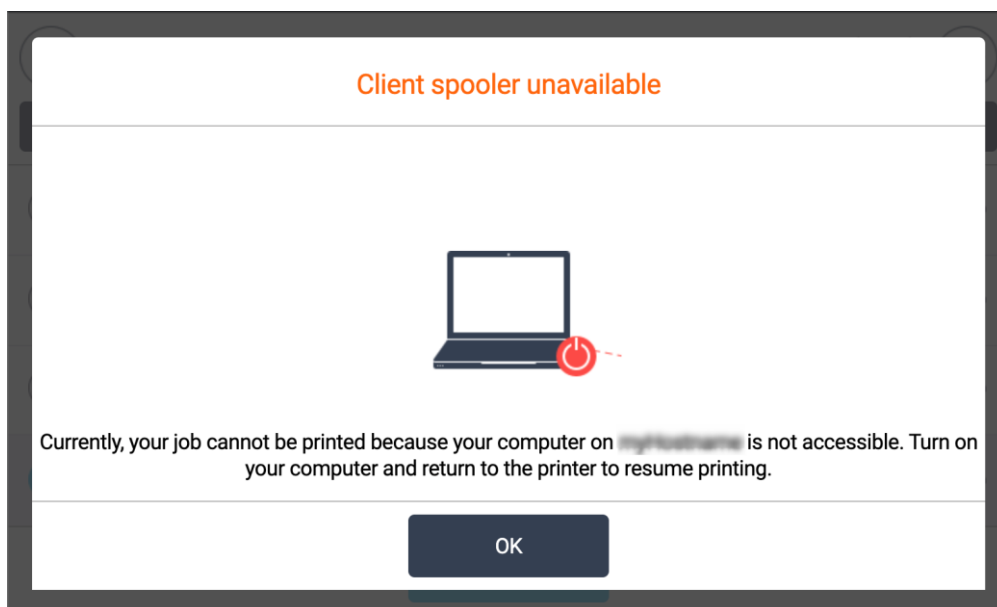 Client spooler unavailable
Currently, your job cannot be printed because your computer on is not accessible. Turn on
your computer and return to the printer to resume printing.
OK